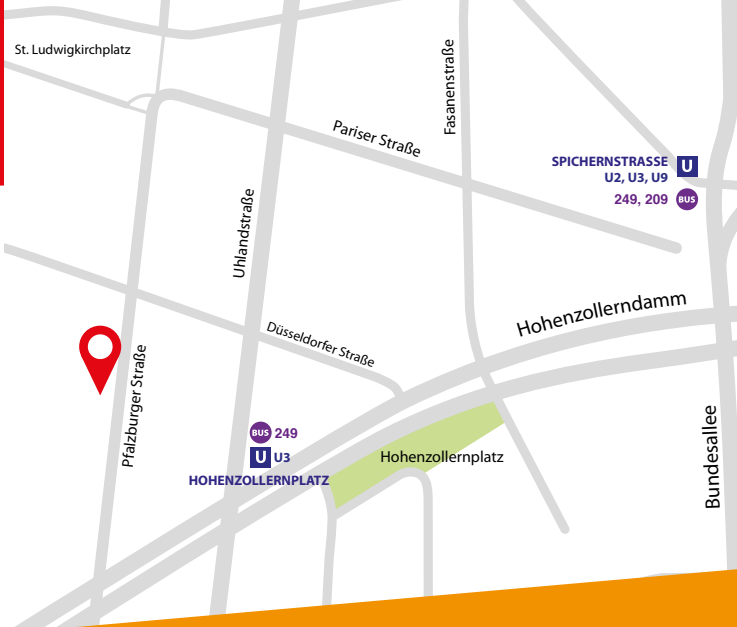 St. Ludwigkirchplatz
Fasanenstraße
Pariser Straße
SPICHERNSTRASSE U
U2, U3, U9
249, 209 BUS
Uhlandstraße
Hohenzollerndamm
Düsseldorfer Straße
Pfalzburger Straße
BUS 249
U U3
HOHENZOLLERNPLATZ
Hohenzollernplatz
Bundesallee